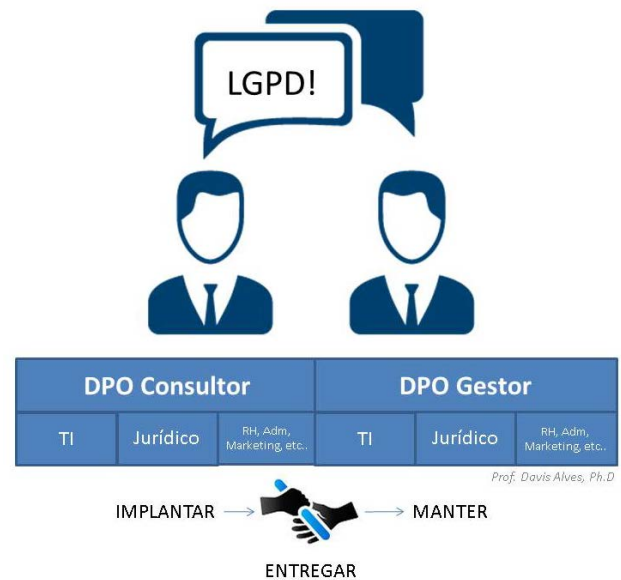 LGPD!
DPO Consultor
DPO Gestor
TI
Jurídico
RH, Adm,
Marketing, etc..
TI
Jurídico
RH, Adm,
Marketing, etc..
Prof. Davis Alves, Ph.D
IMPLANTAR
MANTER
ENTREGAR